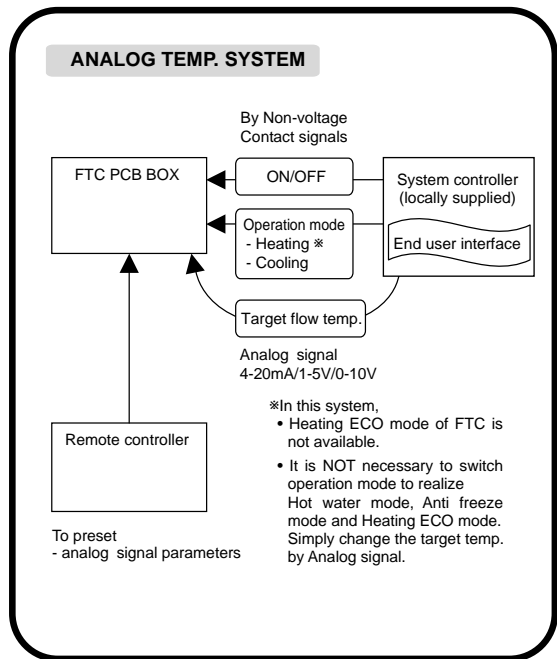 ANALOG TEMP. SYSTEM
By Non-voltage
Contact signals
FTC PCB BOX
ON/OFF
System controller
(locally supplied)
End user interface
Operation mode
- Heating ※
- Cooling
Target flow temp.
Analog signal
4-20mA/1-5V/0-10V
Remote controller
To preset
- analog signal parameters
※In this system,
• Heating ECO mode of FTC is
not available.
• It is NOT necessary to switch
operation mode to realize
Hot water mode, Anti freeze
mode and Heating ECO mode.
Simply change the target temp.
by Analog signal.